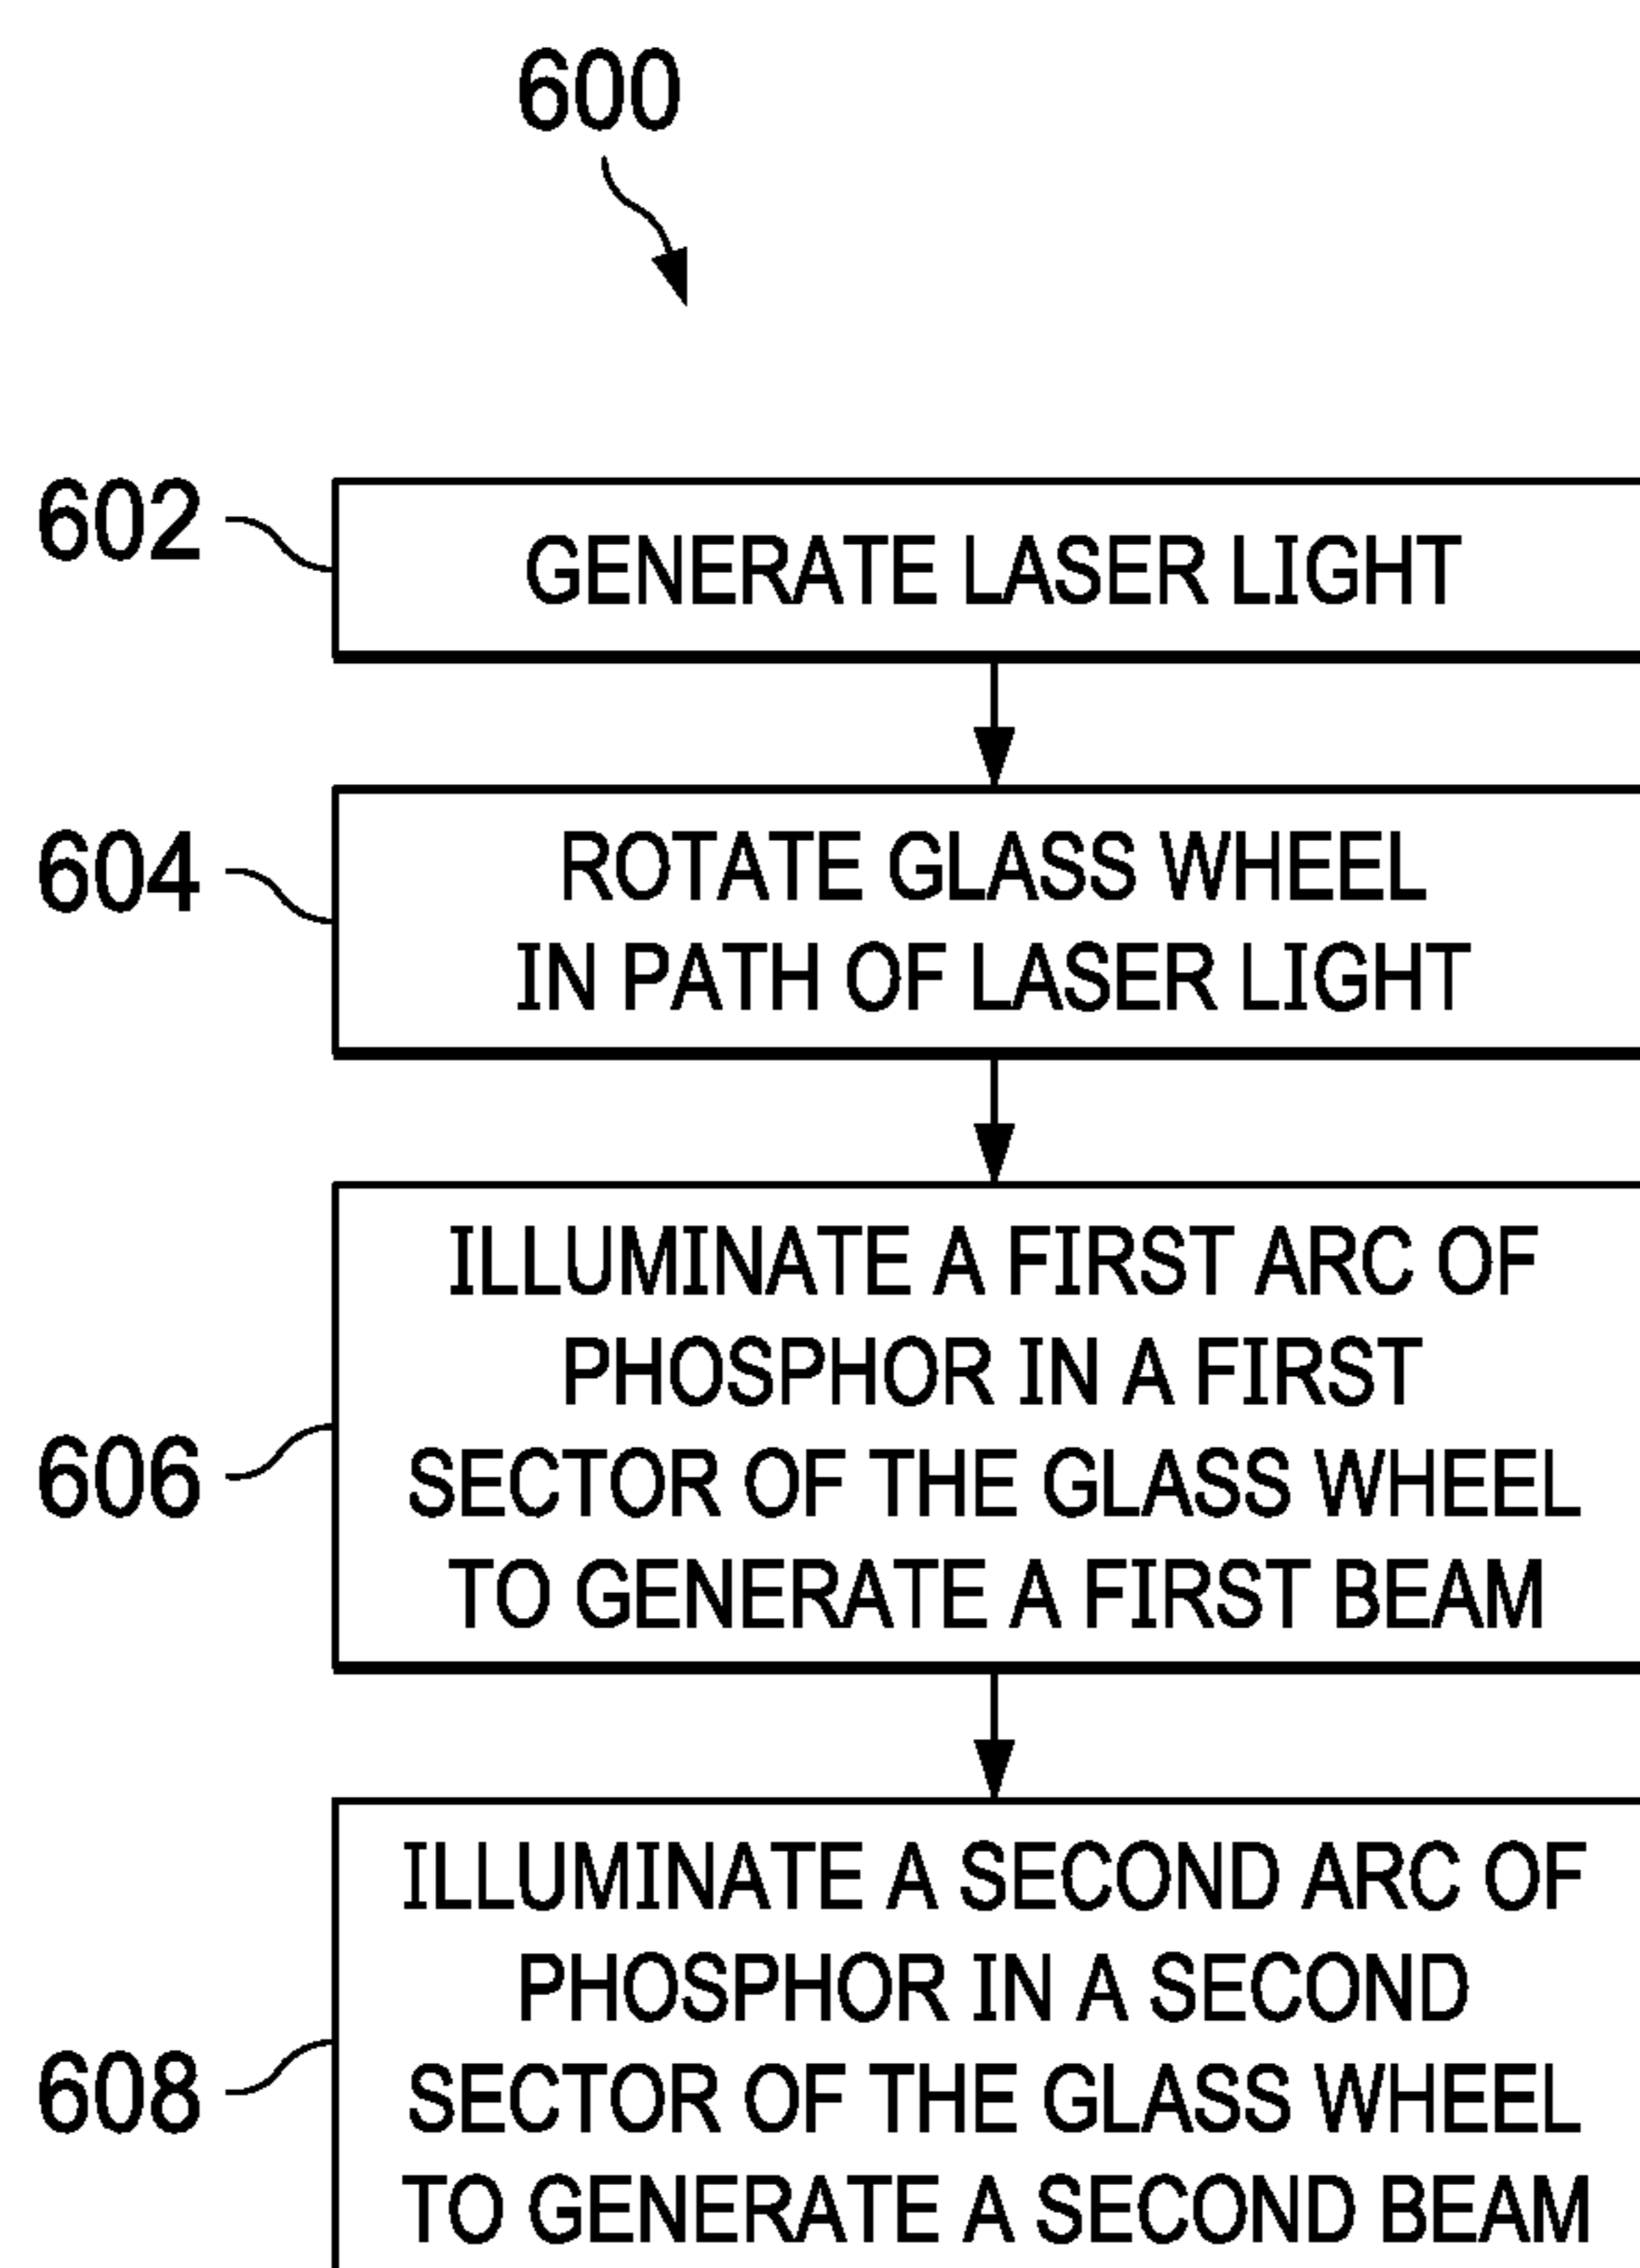 600
602
GENERATE LASER LIGHT
604
ROTATE GLASS WHEEL
IN PATH OF LASER LIGHT
606
ILLUMINATE A FIRST ARC OF
PHOSPHOR IN A FIRST
SECTOR OF THE GLASS WHEEL
TO GENERATE A FIRST BEAM
608
ILLUMINATE A SECOND ARC OF
PHOSPHOR IN A SECOND
SECTOR OF THE GLASS WHEEL
TO GENERATE A SECOND BEAM